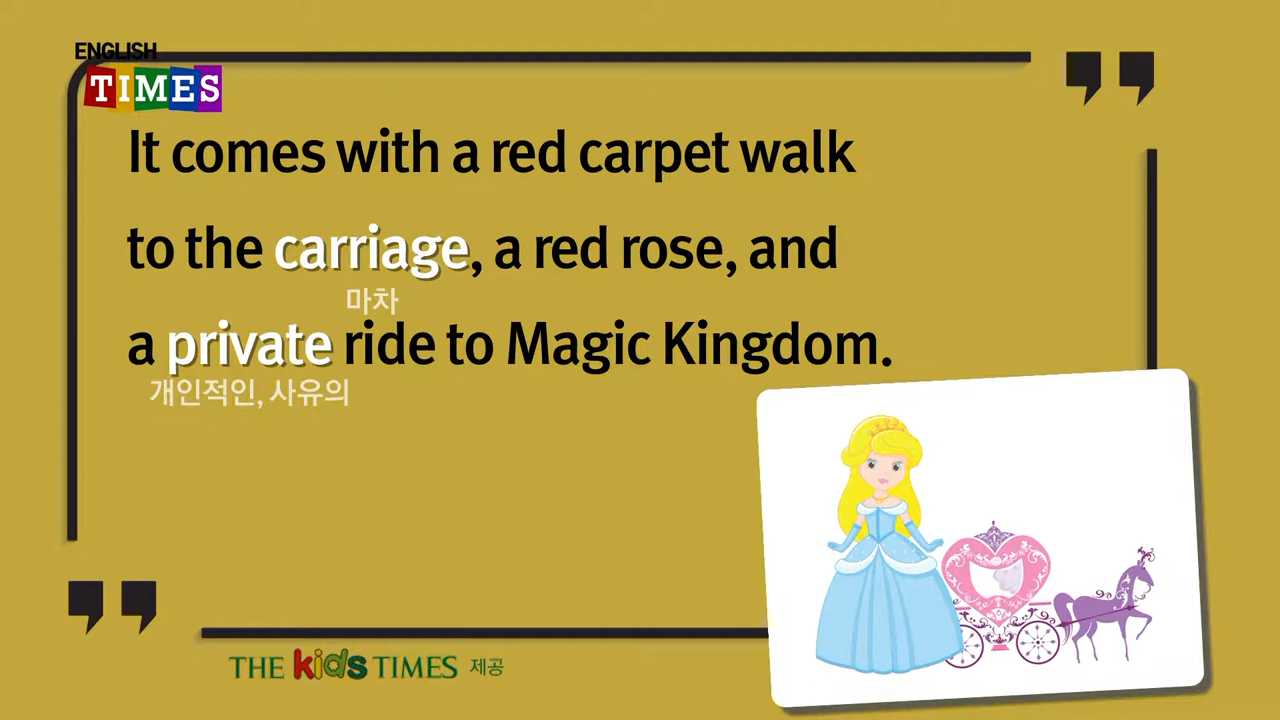 ENGLISH
TIMES
It comes with a red carpet walk
to the carriage, a red rose, and
마차
a private ride to Magic Kingdom.
개인적인, 사유의
THE kids TIMES 제공